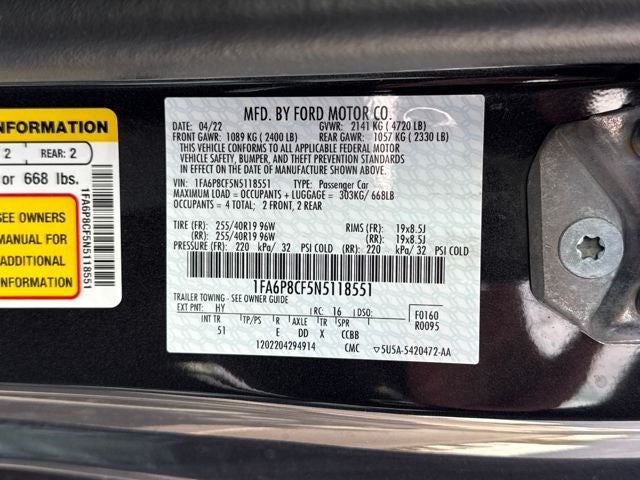 NFORMATION
2 REAR: 2
or 668 lbs.
SEE OWNERS
MANUAL FOR
ADDITIONAL
INFORMATION
1FA6P8CF5N5118551
MFD. BY FORD MOTOR CO.
DATE: 04/22 GVWR: 2141 KG ( 4720 LB)
FRONT GAWR: 1089 KG ( 2400 LB) REAR GAWR: 1057 KG ( 2330 LB)
THIS VEHICLE CONFORMS TO ALL APPLICABLE FEDERAL MOTOR
VEHICLE SAFETY, BUMPER, AND THEFT PREVENTION STANDARDS
IN EFFECT ON THE DATE OF MANUFACTURE SHOWN ABOVE.
VIN: 1FA6P8CF5N5118551 TYPE: Passenger Car
MAXIMUM LOAD = OCCUPANTS + LUGGAGE = 303KG/ 668LB
OCCUPANTS = 4 TOTAL; 2 FRONT, 2 REAR
TIRE (FR): 255/40R19 96W RIMS (FR): 19x8.5J
(RR): 255/40R19 96W (RR): 19x8.5J
PRESSURE (FR): 220 kPa/ 32 PSI COLD (RR): 220 kPa/ 32 PSI COLD
1FA6P8CF5N5118551
TRAILER TOWING - SEE OWNER GUIDE
EXT PNT: HY RC: 16 DSO: F0160
INT TR TP/PS R AXLE TR SPR R0095
51 E DD X CCBB
1202204294914 CMC ▽5U5A-5420472-AA